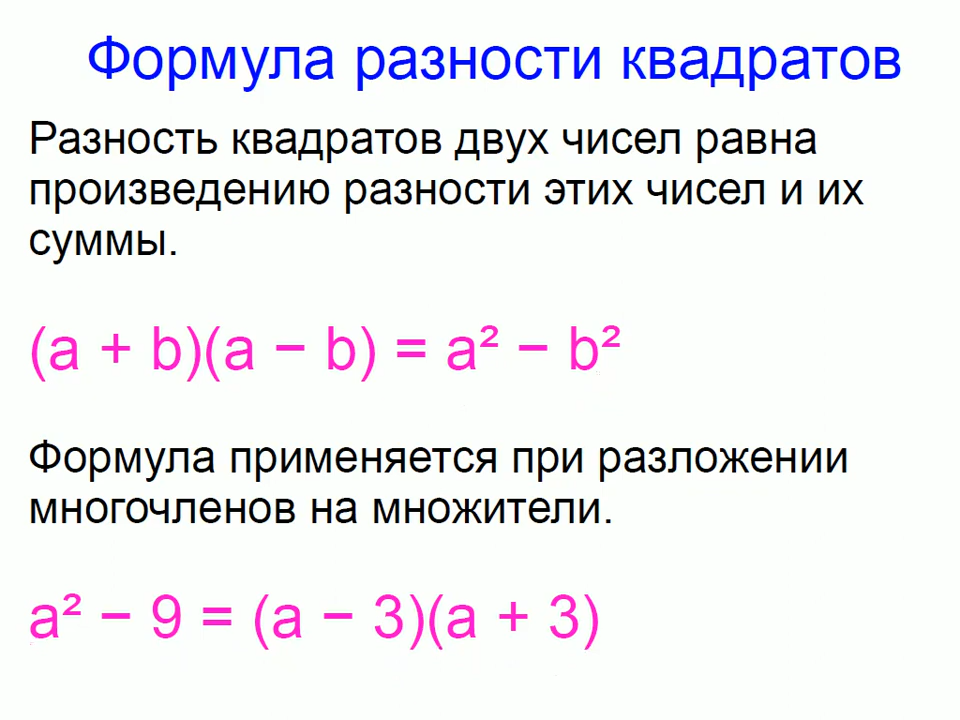 Формула разности квадратов
Разность квадратов двух чисел равна
произведению разности этих чисел и их
суммы.
(a + b)(a − b) = a² − b²
Формула применяется при разложении
многочленов на множители.
a² − 9 = (a − 3)(a + 3)